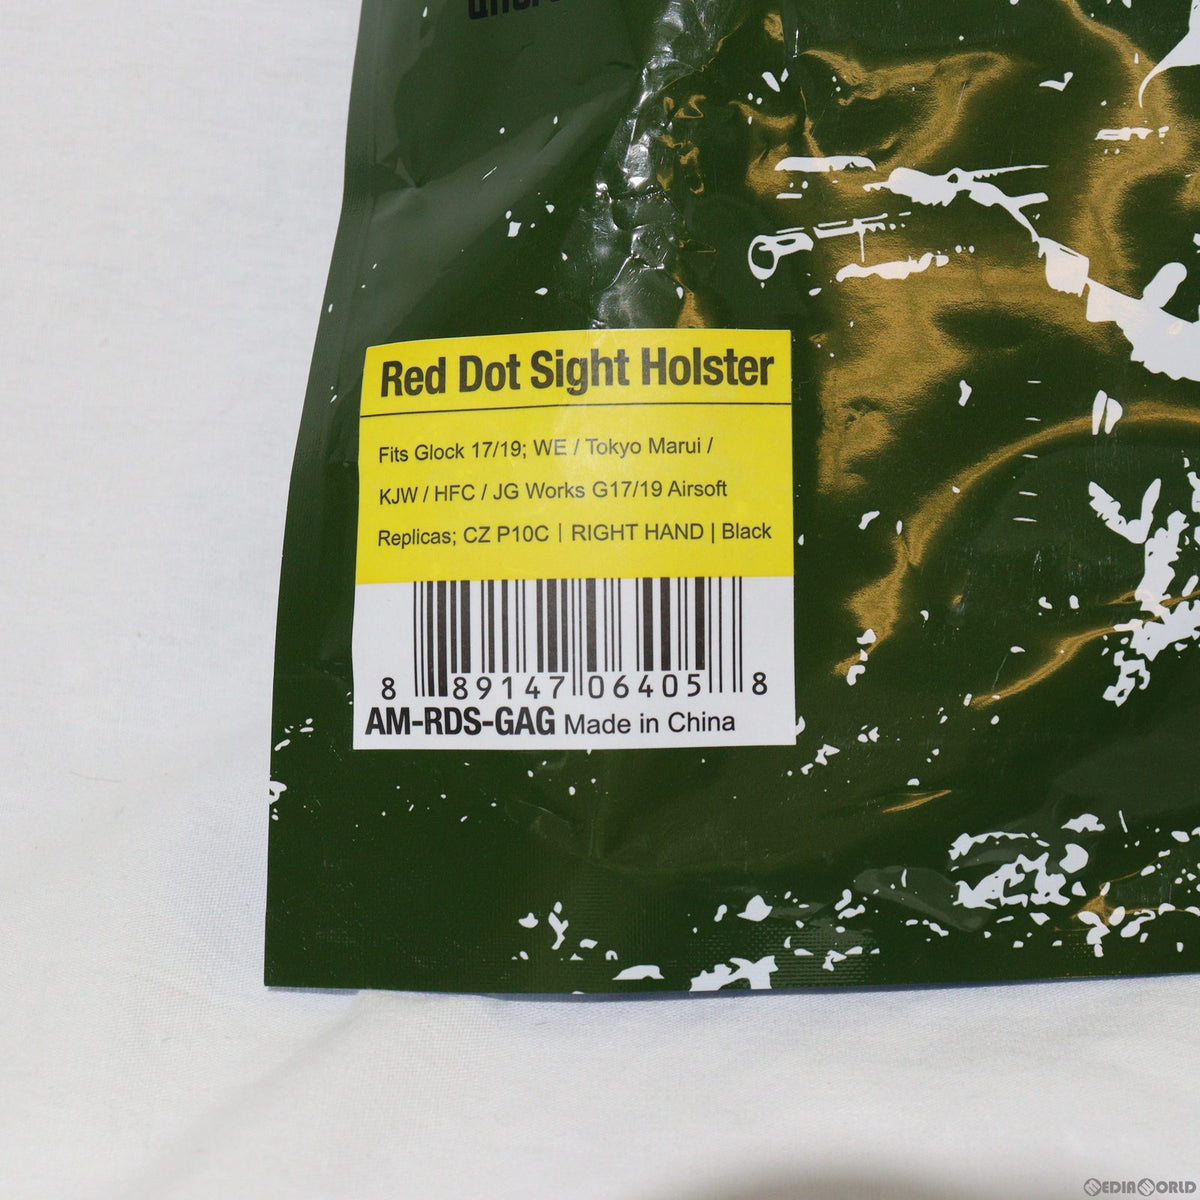 Red Dot Sight Holster
Fits Glock 17/19; WE / Tokyo Marui /
KJW / HFC / JG Works G17/19 Airsoft
Replicas; CZ P10C | RIGHT HAND | Black
8 89147 06405 8
AM-RDS-GAG Made in China
MEDIAWORLD